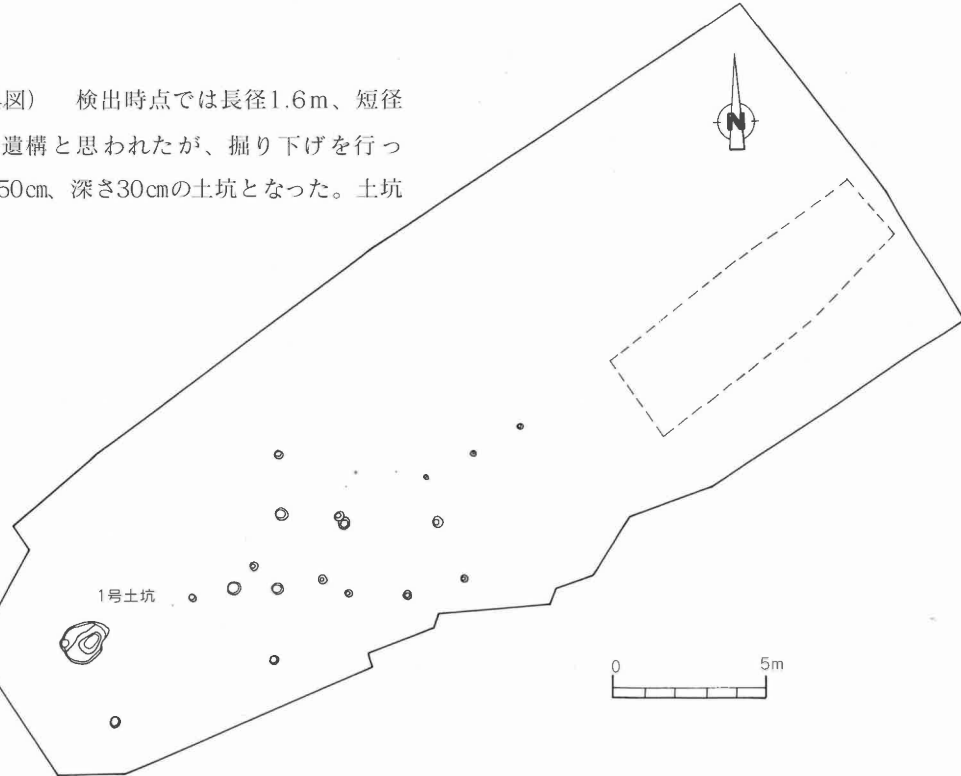 図） 検出時点では長径1.6m、短径
遺構と思われたが、掘り下げを行っ
50㎝、深さ30㎝の土坑となった。土坑
N
1号土坑
0 5m